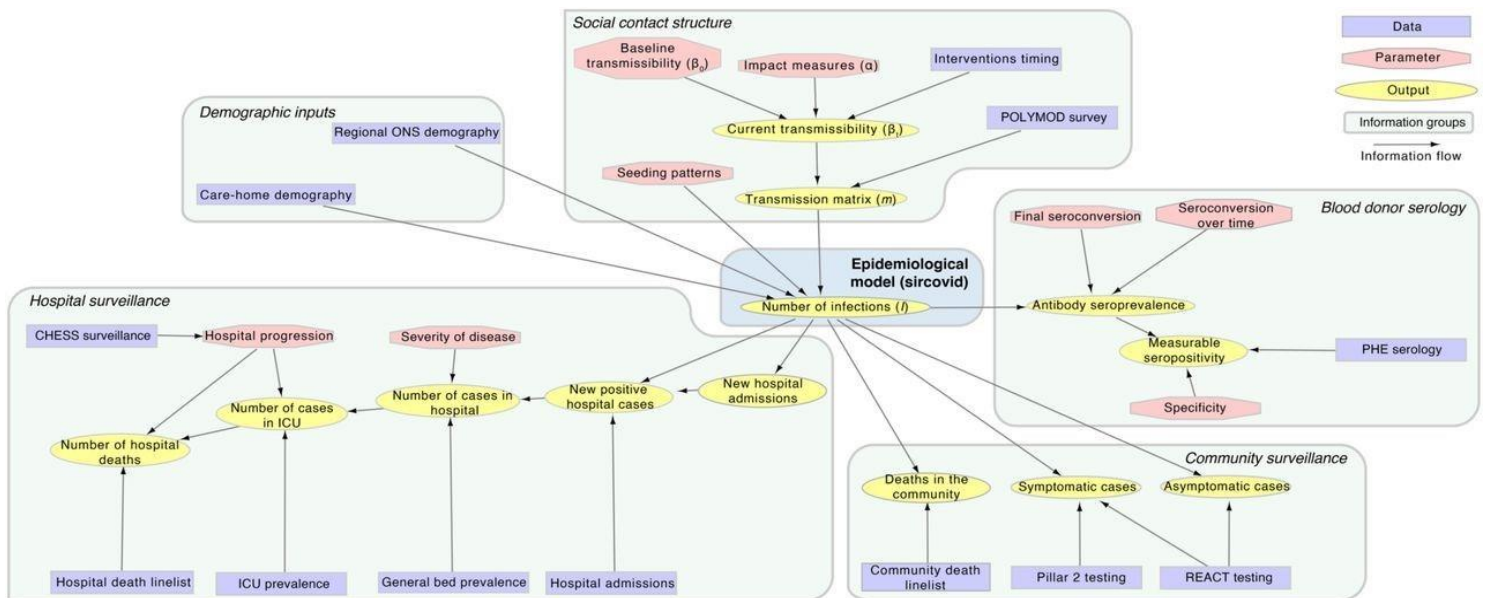 Social contact structure
Baseline
transmissibility (β₀)
Impact measures (α)
Interventions timing
Current transmissibility (βₜ)
POLYMOD survey
Seeding patterns
Transmission matrix (m)
Data
Parameter
Output
Information groups
Information flow
Demographic inputs
Regional ONS demography
Care-home demography
Blood donor serology
Final seroconversion
Seroconversion
over time
Antibody seroprevalence
Measurable
seropositivity
PHE serology
Specificity
Epidemiological
model (sircovid)
Number of infections (I)
Hospital surveillance
CHESS surveillance
Hospital progression
Severity of disease
New hospital
admissions
New positive
hospital cases
Number of cases in
hospital
Number of cases
in ICU
Number of hospital
deaths
Hospital death linelist
ICU prevalence
General bed prevalence
Hospital admissions
Community surveillance
Deaths in the
community
Symptomatic cases
Asymptomatic cases
Community death
linelist
Pillar 2 testing
REACT testing